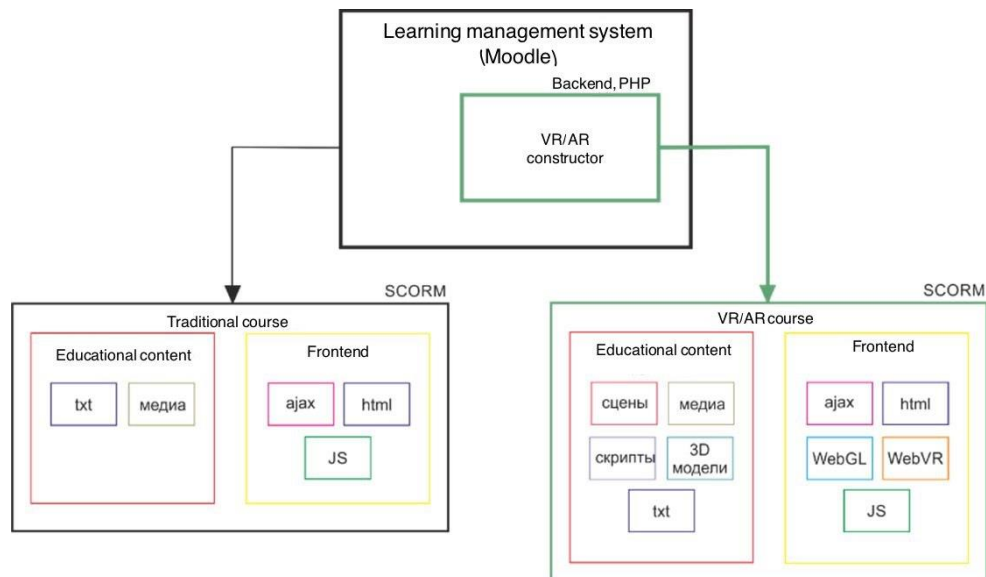 Learning management system
(Moodle)
Backend, PHP
VR/AR
constructor
SCORM
Traditional course
Educational content
txt
медиа
Frontend
ajax
html
JS
SCORM
VR/AR course
Educational content
сцены
медиа
скрипты
3D
модели
txt
Frontend
ajax
html
WebGL
WebVR
JS